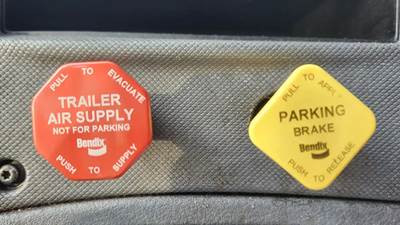 PULL TO EVACUATE
TRAILER
AIR SUPPLY
NOT FOR PARKING
Bendix
PUSH TO SUPPLY
PULL TO APPLY
PARKING
BRAKE
Bendix
PUSH TO RELEASE